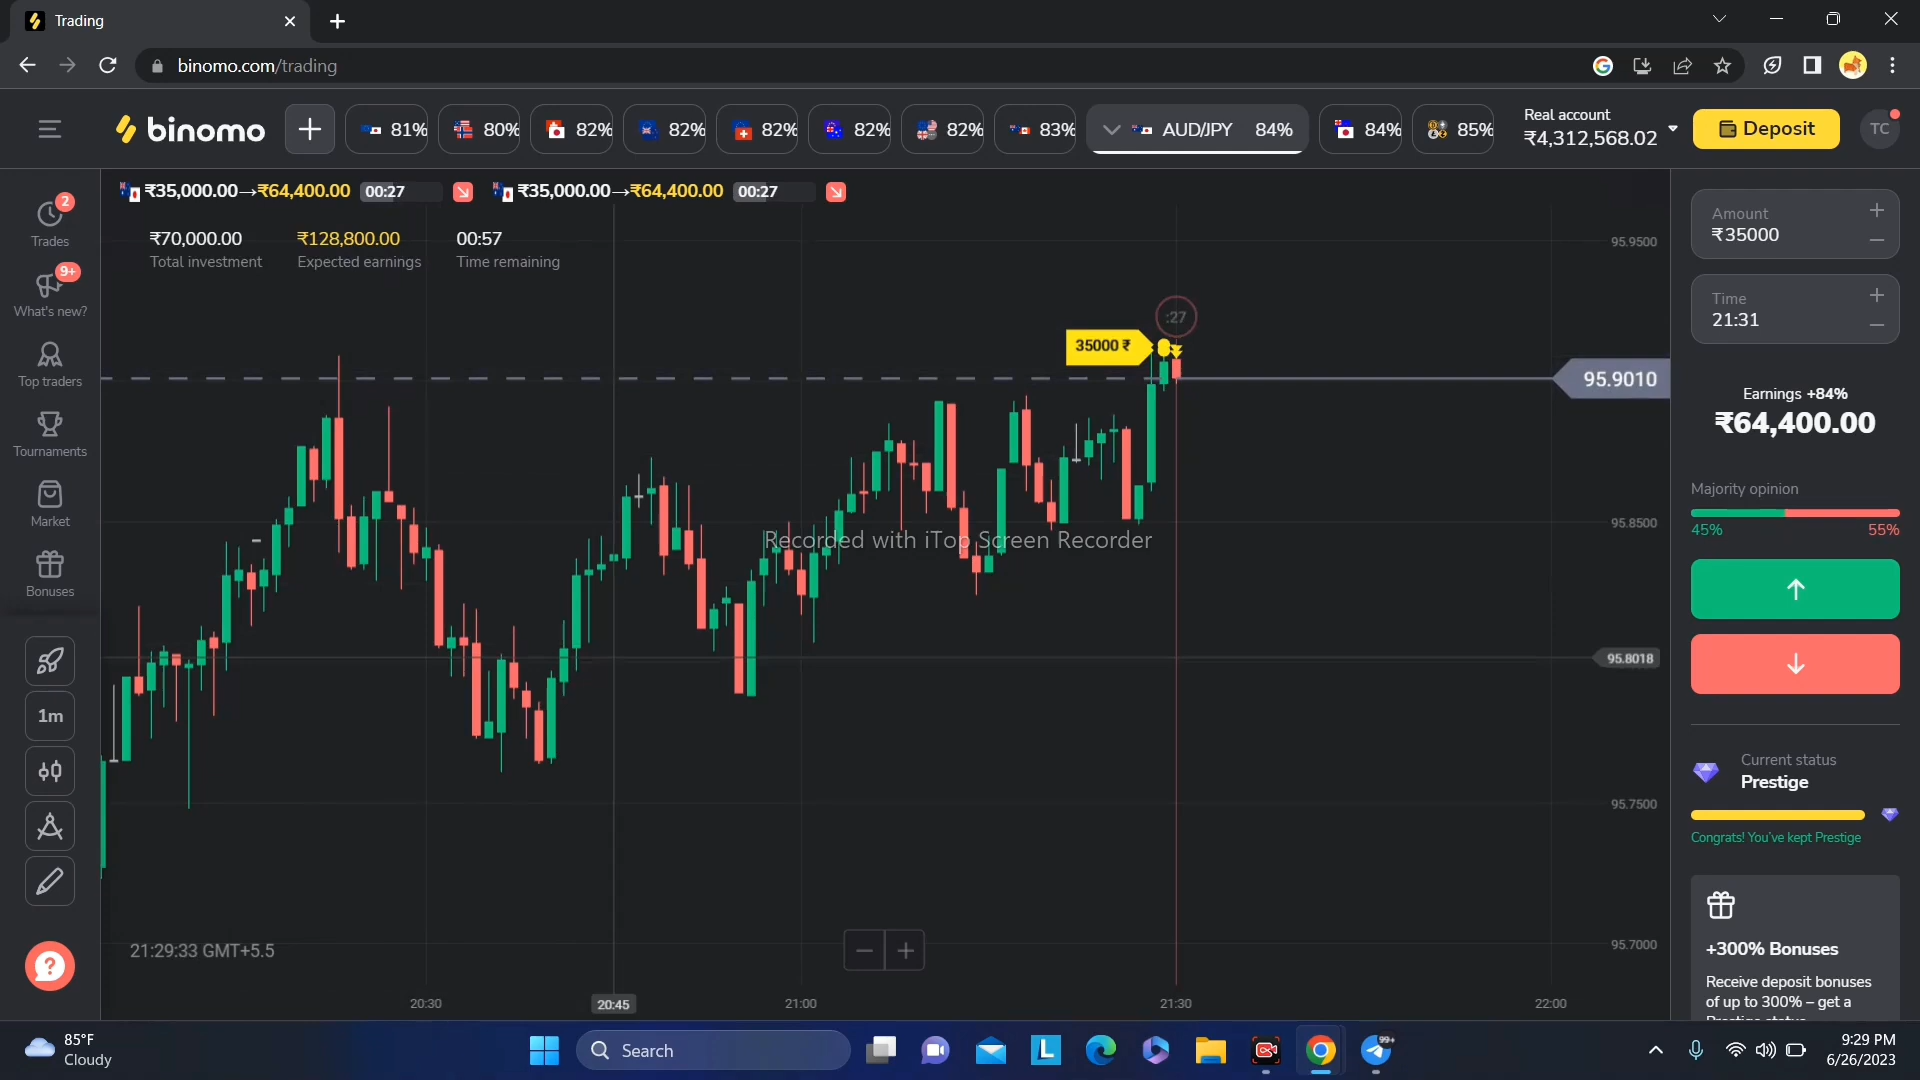 Trading
binomo.com/trading
binomo
81%
80%
82%
82%
82%
82%
82%
83%
AUD/JPY 84%
84%
85%
Real account
₹4,312,568.02
Deposit
TC
₹35,000.00→₹64,400.00 00:27
₹35,000.00→₹64,400.00 00:27
₹70,000.00
Total investment
₹128,800.00
Expected earnings
00:57
Time remaining
2
Trades
9+
What's new?
Top traders
Tournaments
Market
Bonuses
1m
35000 ₹
:27
95.9500
95.9010
95.8500
95.8018
95.7500
95.7000
Recorded with iTop Screen Recorder
21:29:33 GMT+5.5
20:30
20:45
21:00
21:30
22:00
Amount
₹35000
Time
21:31
Earnings +84%
₹64,400.00
Majority opinion
45% 55%
Current status
Prestige
Congrats! You've kept Prestige
+300% Bonuses
Receive deposit bonuses
of up to 300% – get a
Prestige status
85°F
Cloudy
Search
L
99+
9:29 PM
6/26/2023